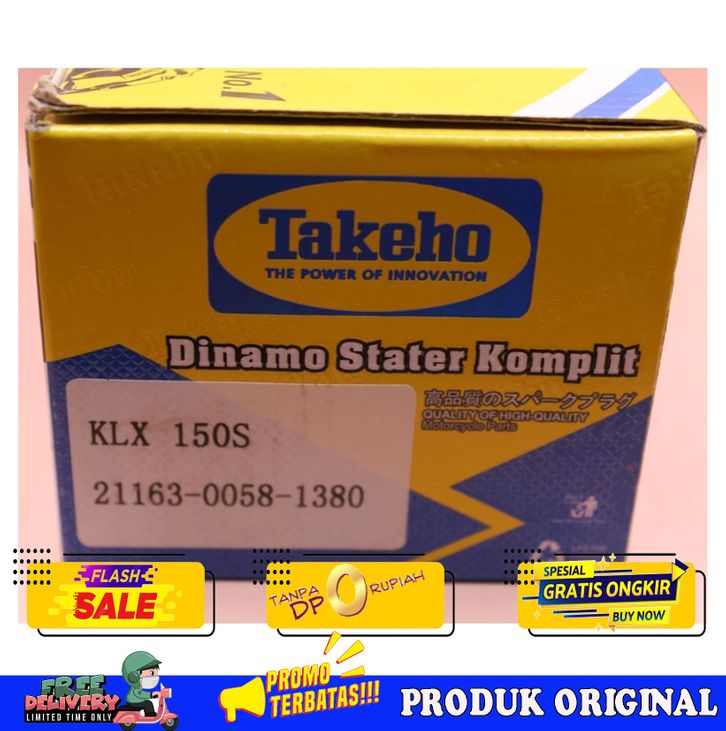 No.1
Takeho
Takeho
THE POWER OF INNOVATION
Dinamo Stater Komplit
高品質のスパークプラグ
QUALITY OF HIGH-QUALITY
Motorcycle Parts
KLX 150S
21163-0058-1380
FLASH
SALE
TANPA
DP 0 RUPIAH
SPESIAL
GRATIS ONGKIR
BUY NOW
FREE
DELIVERY
LIMITED TIME ONLY
PROMO
TERBATAS!!!
PRODUK ORIGINAL